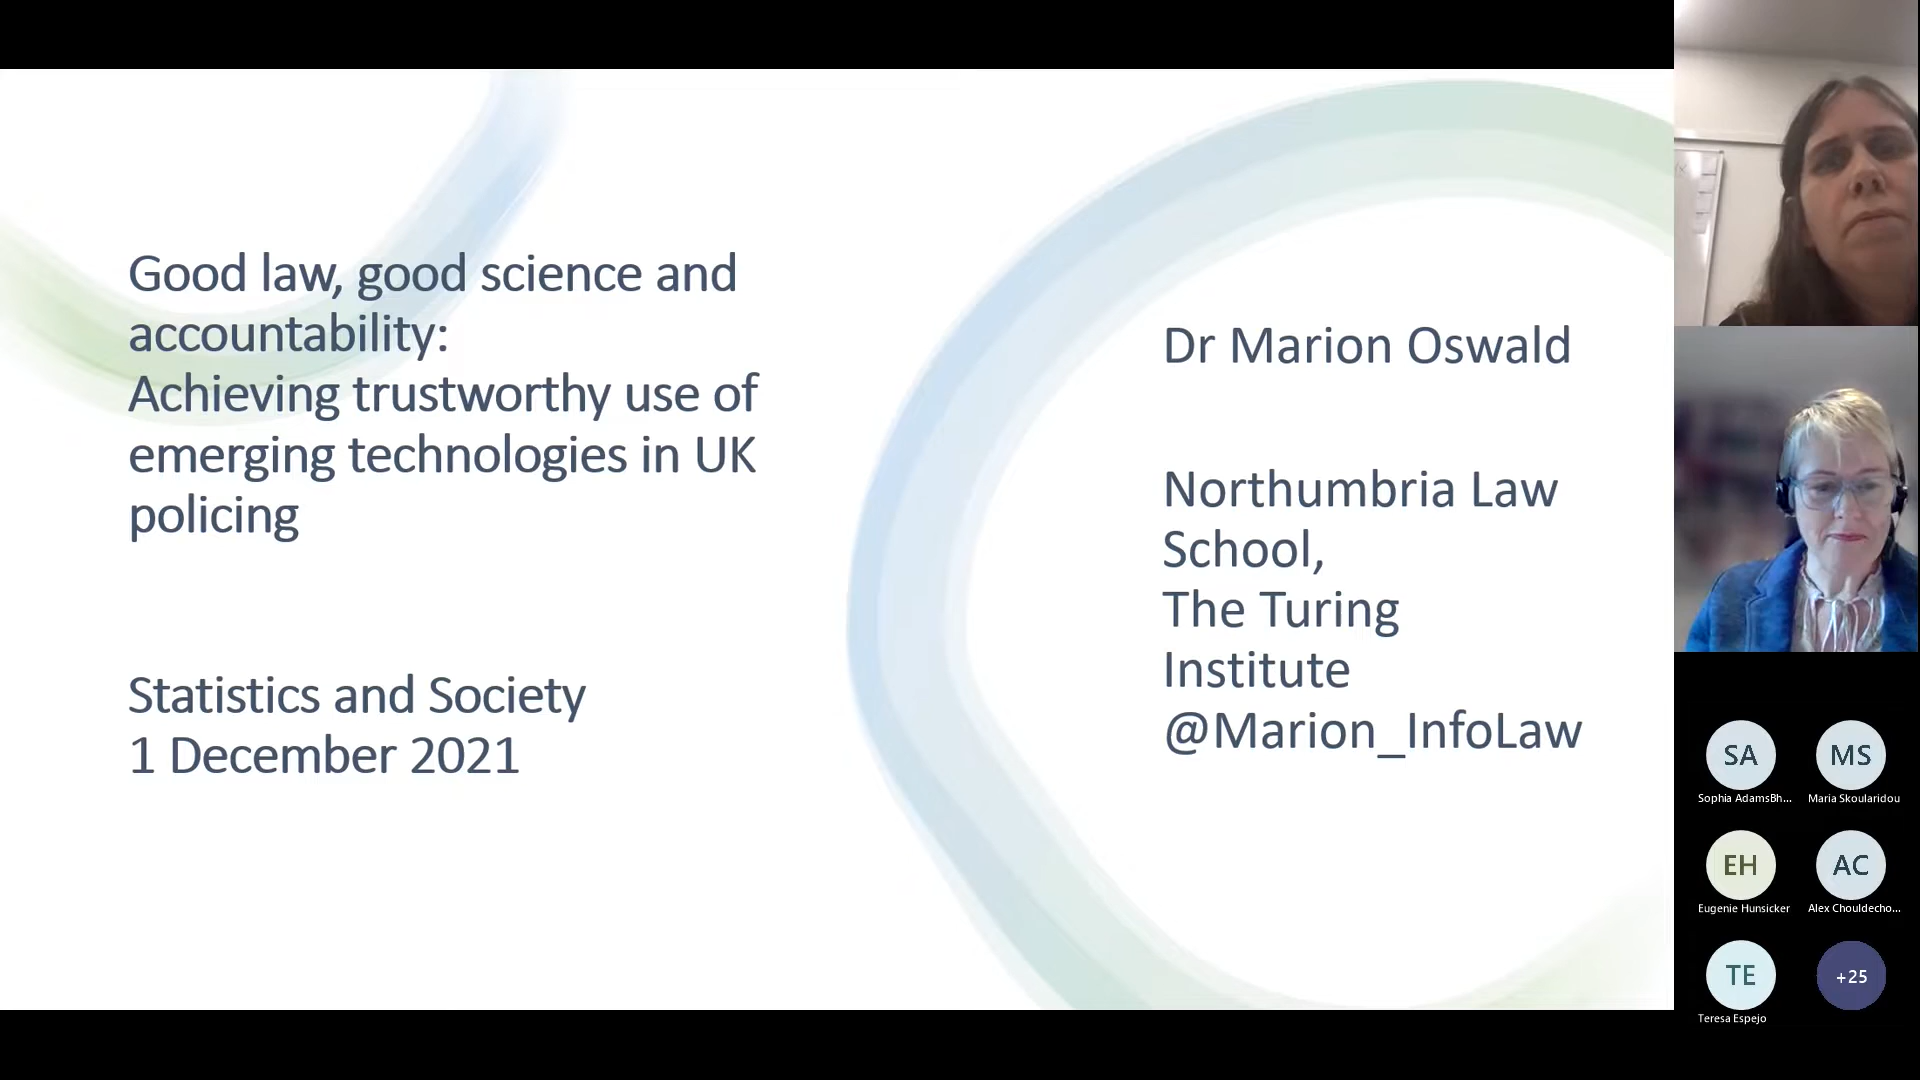 Good law, good science and
accountability:
Achieving trustworthy use of
emerging technologies in UK
policing
Statistics and Society
1 December 2021
Dr Marion Oswald
Northumbria Law
School,
The Turing
Institute
@Marion_InfoLaw
SA
Sophia AdamsBh...
MS
Maria Skoularidou
EH
Eugenie Hunsicker
AC
Alex Chouldecho...
TE
Teresa Espejo
+25